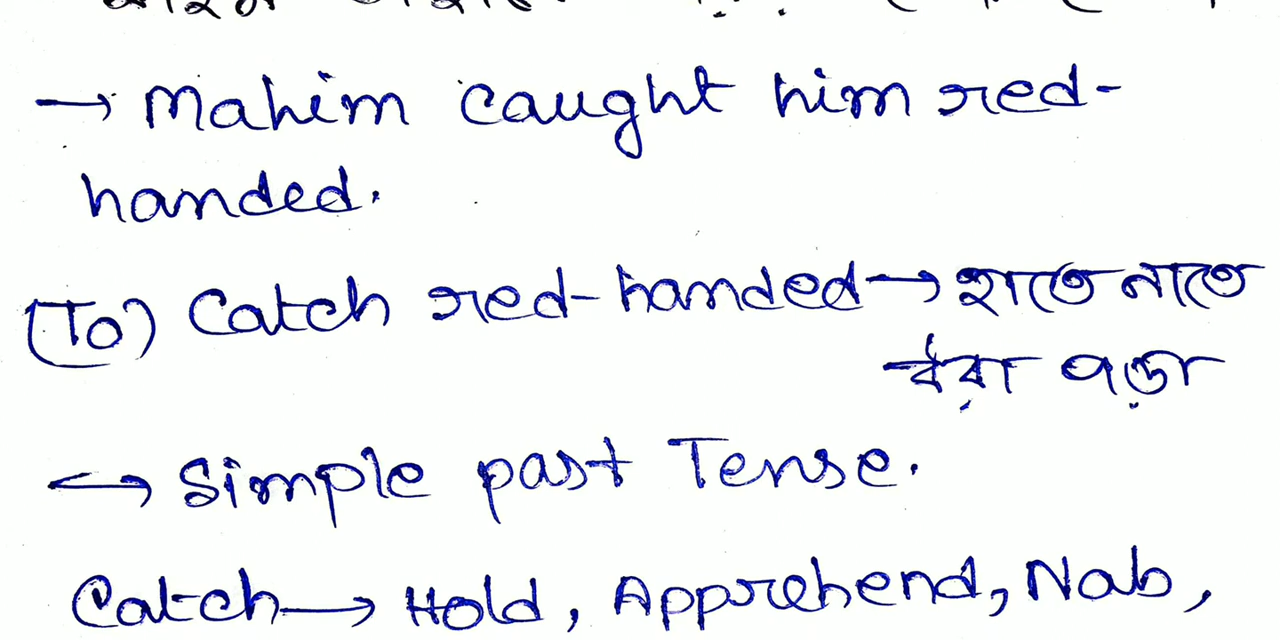 → Mahim caught him red-
handed.
(To) Catch red-handed → হাতে নাতে
ধরা পড়া
↔ Simple past Tense.
Catch → Hold, Apprehend, Nab,